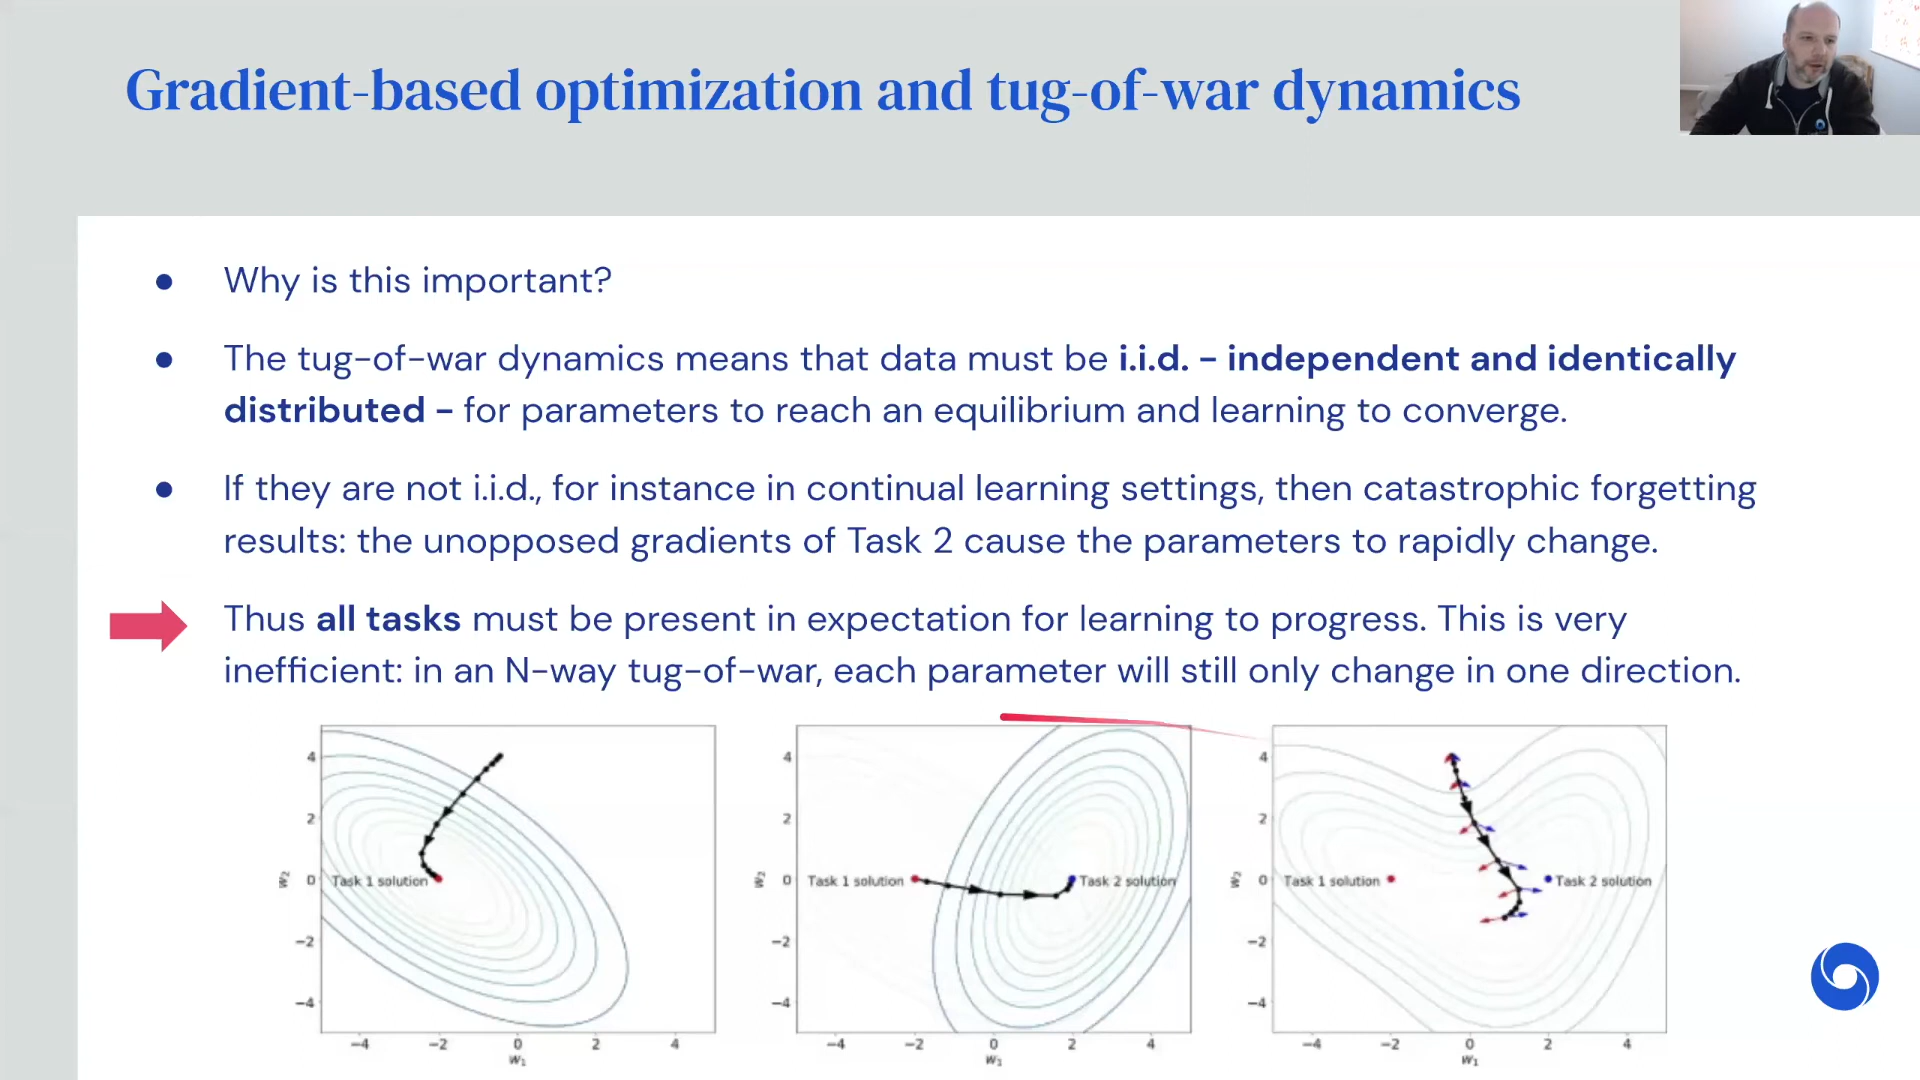 Gradient-based optimization and tug-of-war dynamics
● Why is this important?
● The tug-of-war dynamics means that data must be i.i.d. - independent and identically
distributed - for parameters to reach an equilibrium and learning to converge.
● If they are not i.i.d., for instance in continual learning settings, then catastrophic forgetting
results: the unopposed gradients of Task 2 cause the parameters to rapidly change.
Thus all tasks must be present in expectation for learning to progress. This is very
inefficient: in an N-way tug-of-war, each parameter will still only change in one direction.
4
2
0
−2
−4
w₂
Task 1 solution
−4 −2 0 2 4
w₁
4
2
0
−2
−4
w₂
Task 1 solution
Task 2 solution
−4 −2 0 2 4
w₁
4
2
0
−2
−4
w₂
Task 1 solution
Task 2 solution
−4 −2 0 2 4
w₁